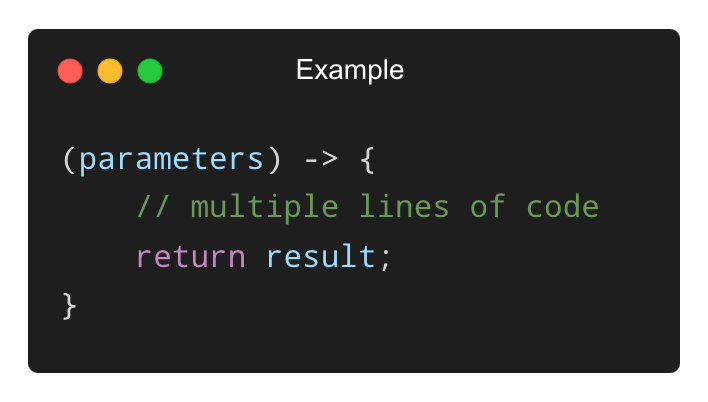 Example
(parameters) -> {
    // multiple lines of code
    return result;
}